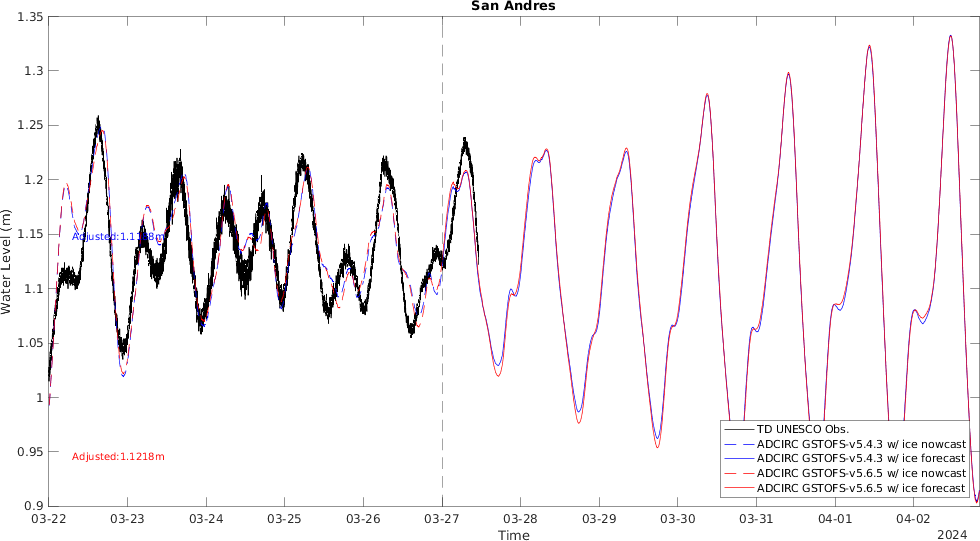 San Andres
1.35
1.3
1.25
1.2
1.15
1.1
1.05
1
0.95
0.9
Water Level (m)
Adjusted:1.1218m
TD UNESCO Obs.
ADCIRC GSTOFS-v5.4.3 w/ ice nowcast
ADCIRC GSTOFS-v5.4.3 w/ ice forecast
ADCIRC GSTOFS-v5.6.5 w/ ice nowcast
ADCIRC GSTOFS-v5.6.5 w/ ice forecast
03-22 03-23 03-24 03-25 03-26 03-27 03-28 03-29 03-30 03-31 04-01 04-02
Time
2024